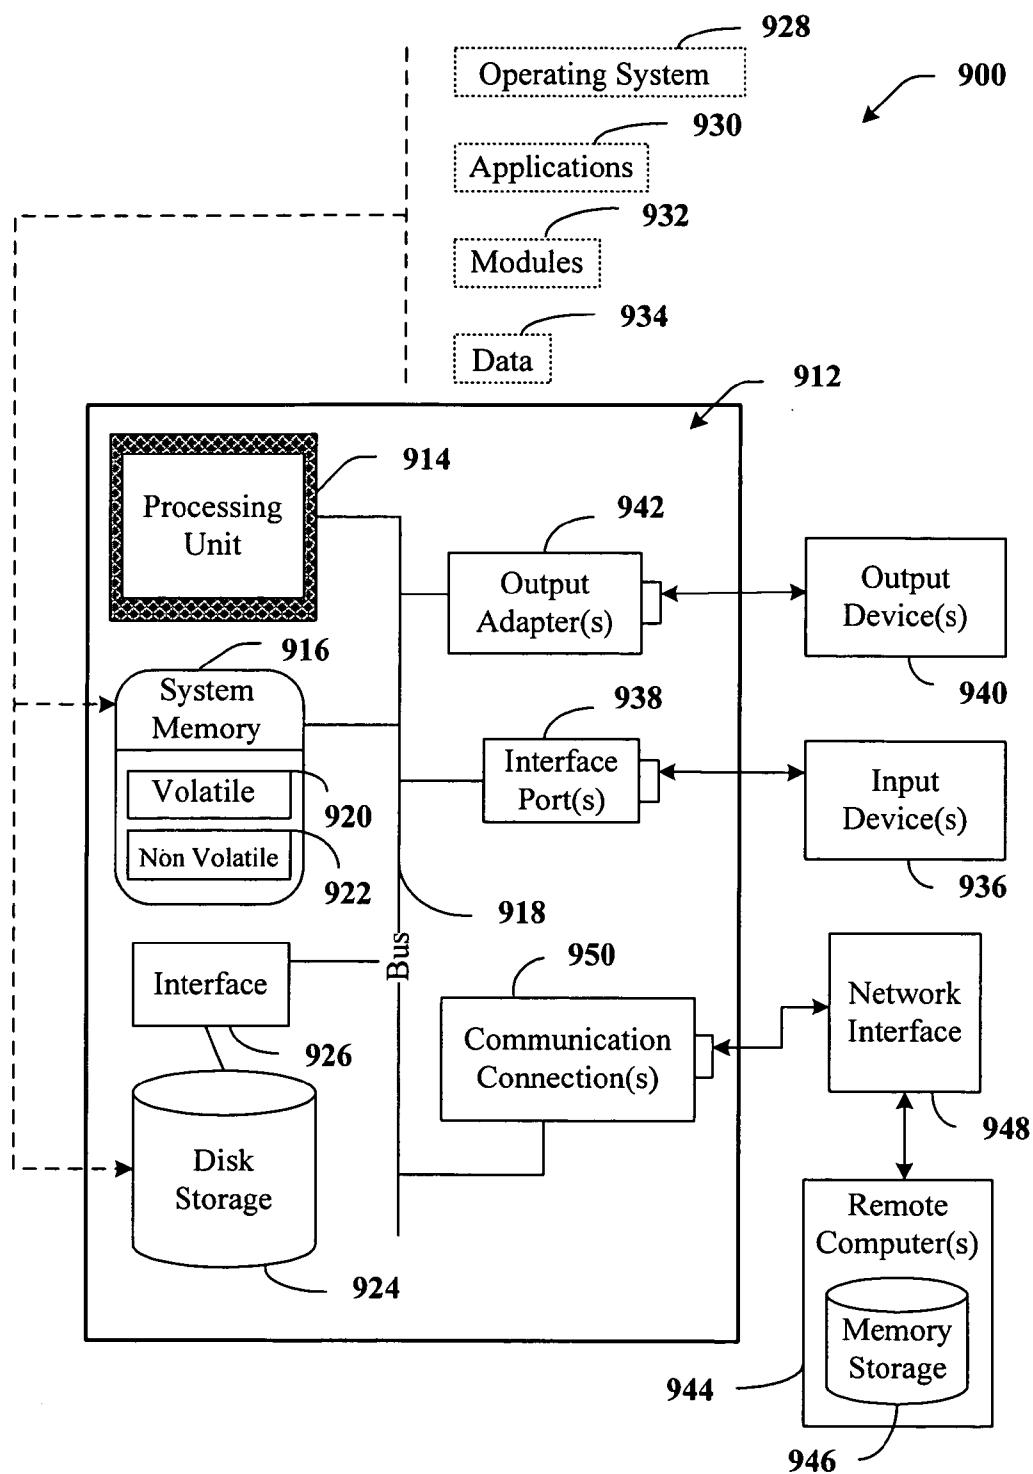 928
Operating System
900
930
Applications
932
Modules
934
Data
912
914
Processing
Unit
942
Output
Adapter(s)
Output
Device(s)
940
916
System
Memory
938
Interface
Port(s)
Input
Device(s)
936
Volatile
920
Non Volatile
922
918
Bus
950
Interface
926
Communication
Connection(s)
Network
Interface
948
Disk
Storage
924
Remote
Computer(s)
Memory
Storage
944
946